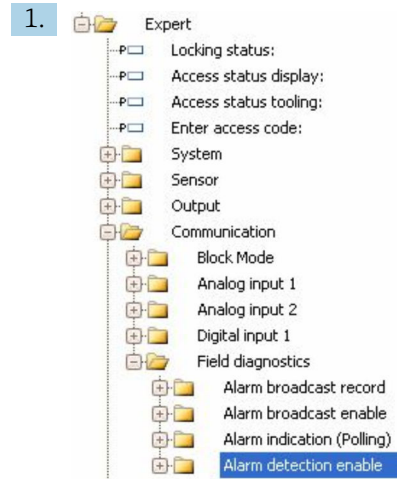 1.
Expert
Locking status:
Access status display:
Access status tooling:
Enter access code:
System
Sensor
Output
Communication
Block Mode
Analog input 1
Analog input 2
Digital input 1
Field diagnostics
Alarm broadcast record
Alarm broadcast enable
Alarm indication (Polling)
Alarm detection enable